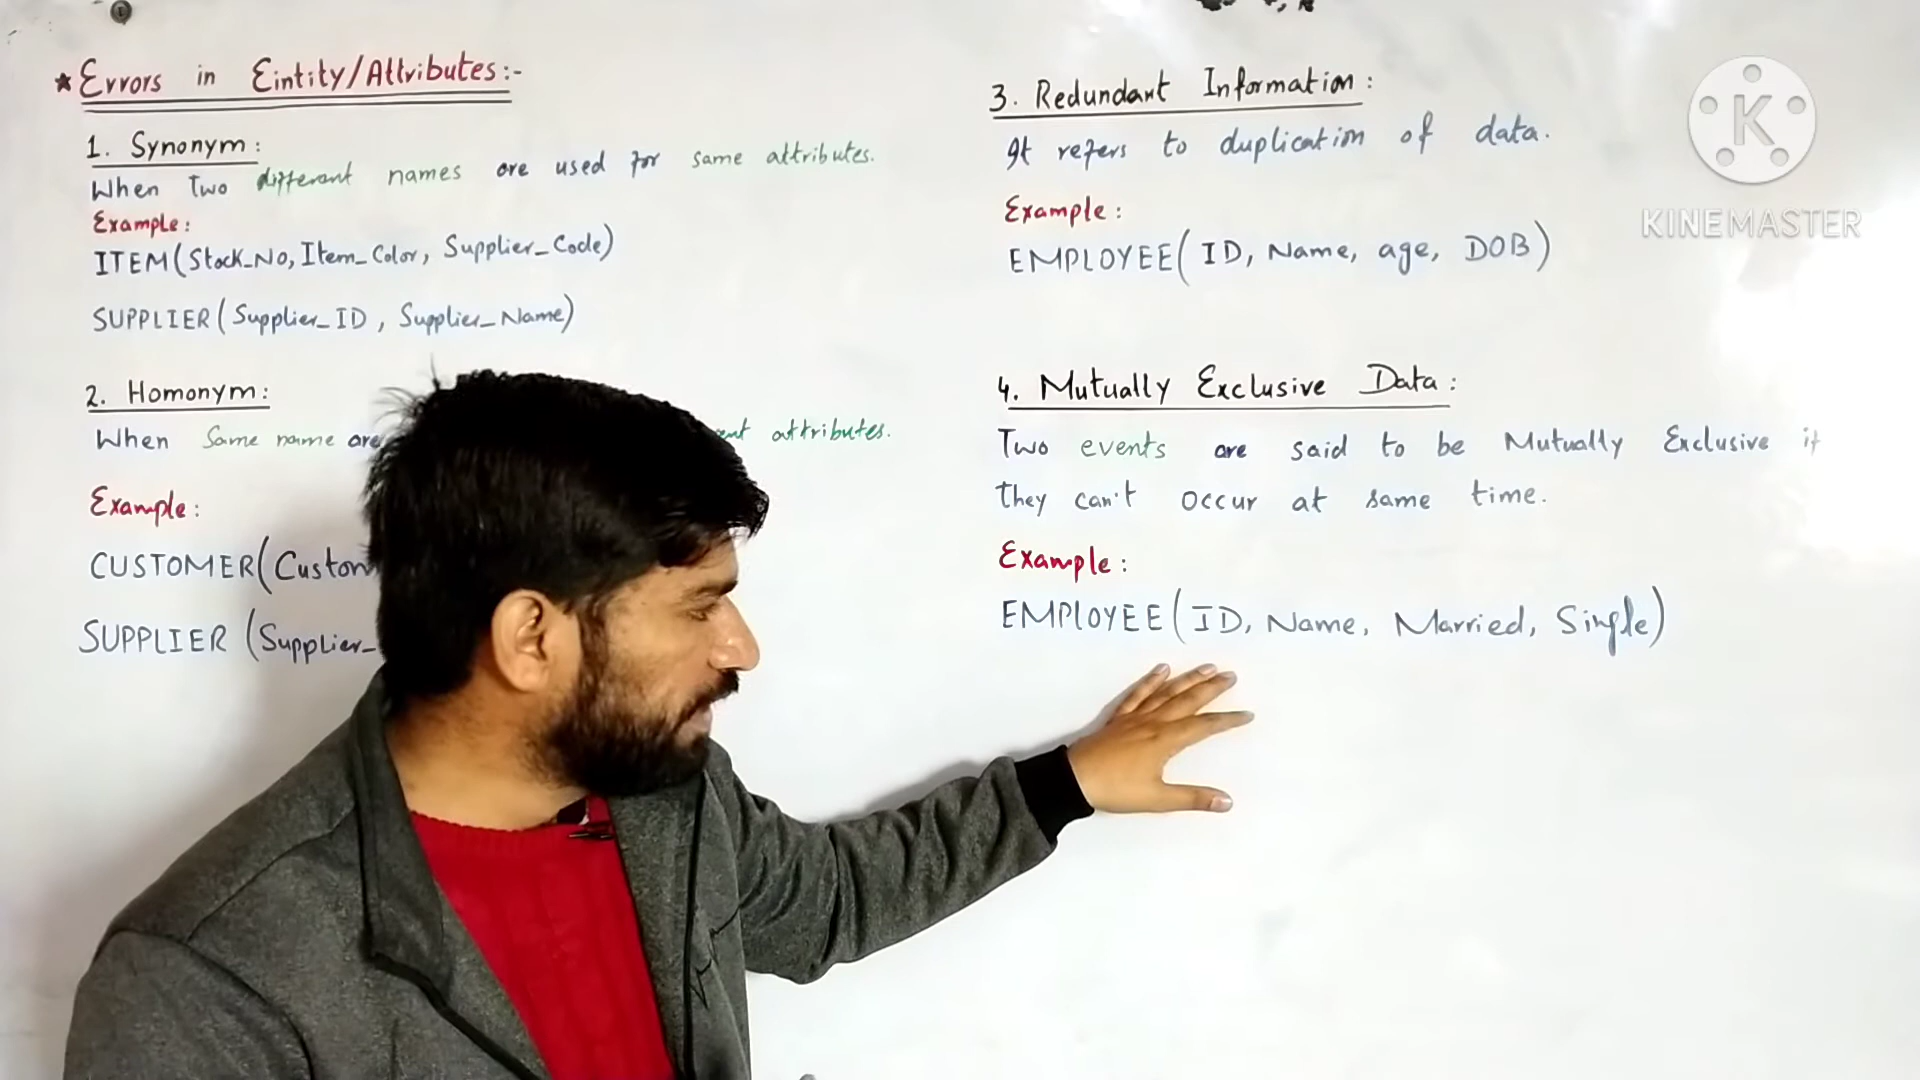 ★ Errors in Eintity/Attributes:-
1. Synonym:
When Two different names are used for same attributes.
Example:
ITEM(Stock_No, Item_Color, Supplier_Code)
SUPPLIER(Supplier_ID, Supplier_Name)
2. Homonym:
When Same name are attributes.
Example:
CUSTOMER(
SUPPLIER (Supplier_
3. Redundant Information:
It refers to duplication of data.
Example:
EMPLOYEE(ID, Name, age, DOB)
4. Mutually Exclusive Data:
Two events are said to be Mutually Exclusive if
they can't occur at same time.
Example:
EMPLOYEE(ID, Name, Married, Single)
K
KINEMASTER